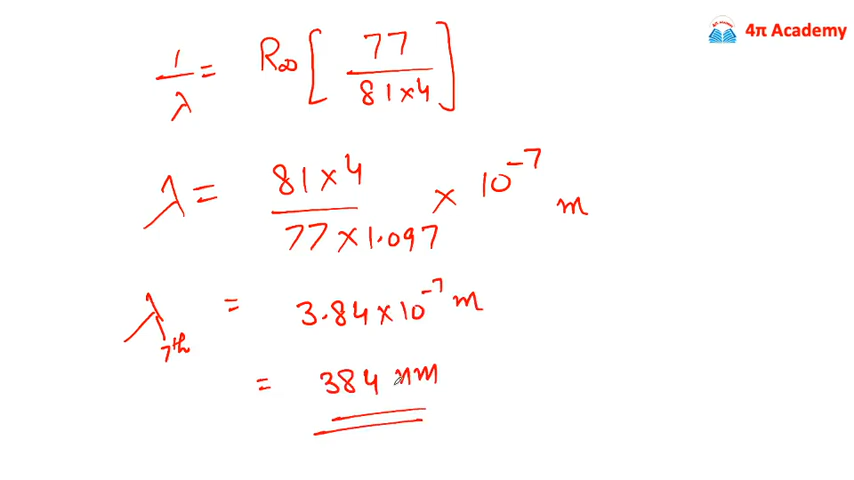 4π Academy
1/λ = R∞ [ 77 / 81×4 ]
λ = 81×4 / 77×1.097 × 10⁻⁷ m
λ7th = 3.84×10⁻⁷ m
= 384 nm